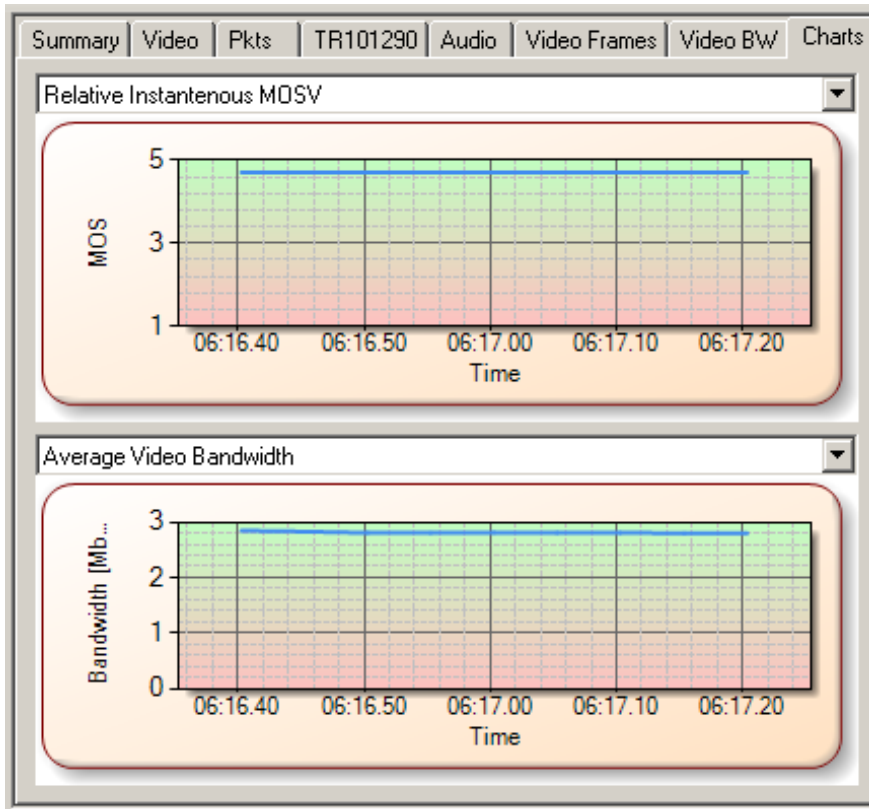 Summary Video Pkts TR101290 Audio Video Frames Video BW Charts
Relative Instantenous MOSV
5
3
1
MOS
06:16.40 06:16.50 06:17.00 06:17.10 06:17.20
Time
Average Video Bandwidth
3
2
1
0
Bandwidth [Mb...
06:16.40 06:16.50 06:17.00 06:17.10 06:17.20
Time